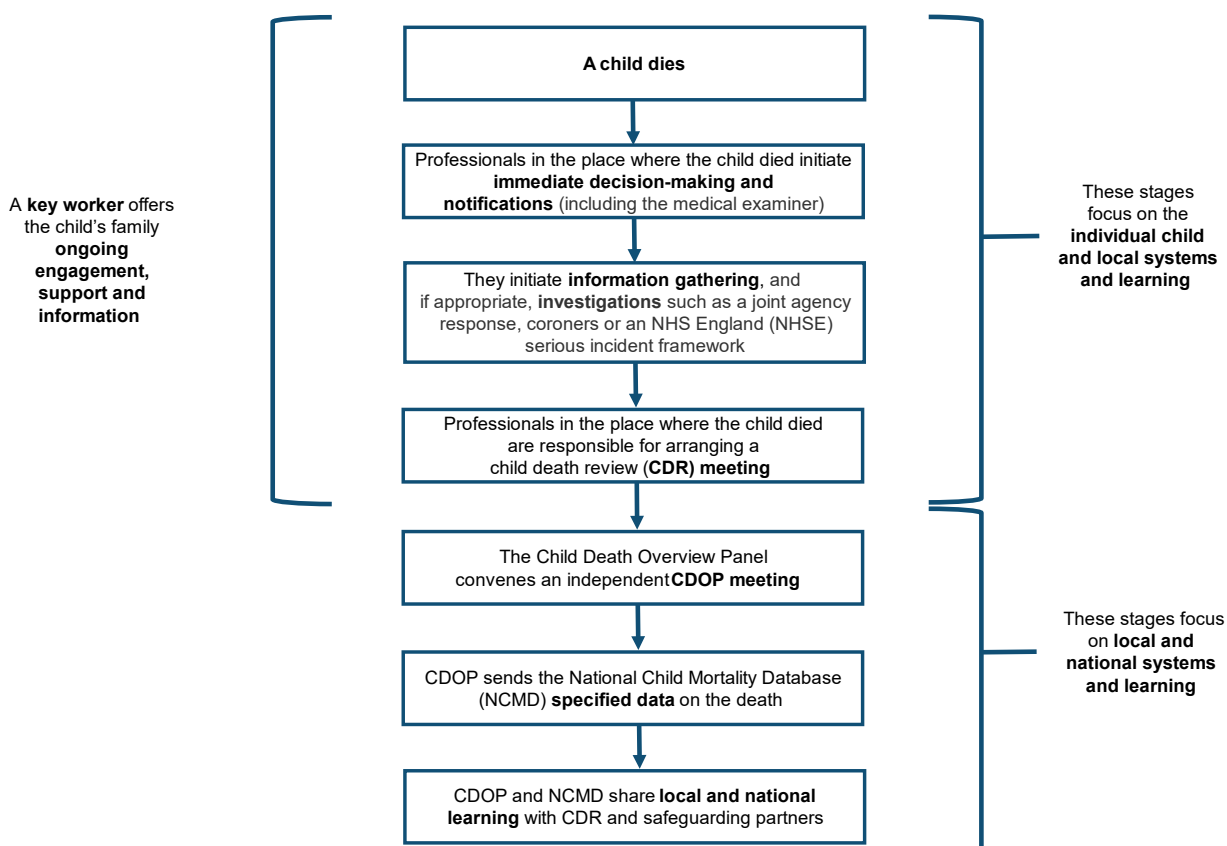 A child dies
Professionals in the place where the child died initiate
immediate decision-making and
notifications (including the medical examiner)
They initiate information gathering, and
if appropriate, investigations such as a joint agency
response, coroners or an NHS England (NHSE)
serious incident framework
Professionals in the place where the child died
are responsible for arranging a
child death review (CDR) meeting
The Child Death Overview Panel
convenes an independent CDOP meeting
CDOP sends the National Child Mortality Database
(NCMD) specified data on the death
CDOP and NCMD share local and national
learning with CDR and safeguarding partners
A key worker offers
the child’s family
ongoing
engagement,
support and
information
These stages
focus on the
individual child
and local systems
and learning
These stages focus
on local and
national systems
and learning